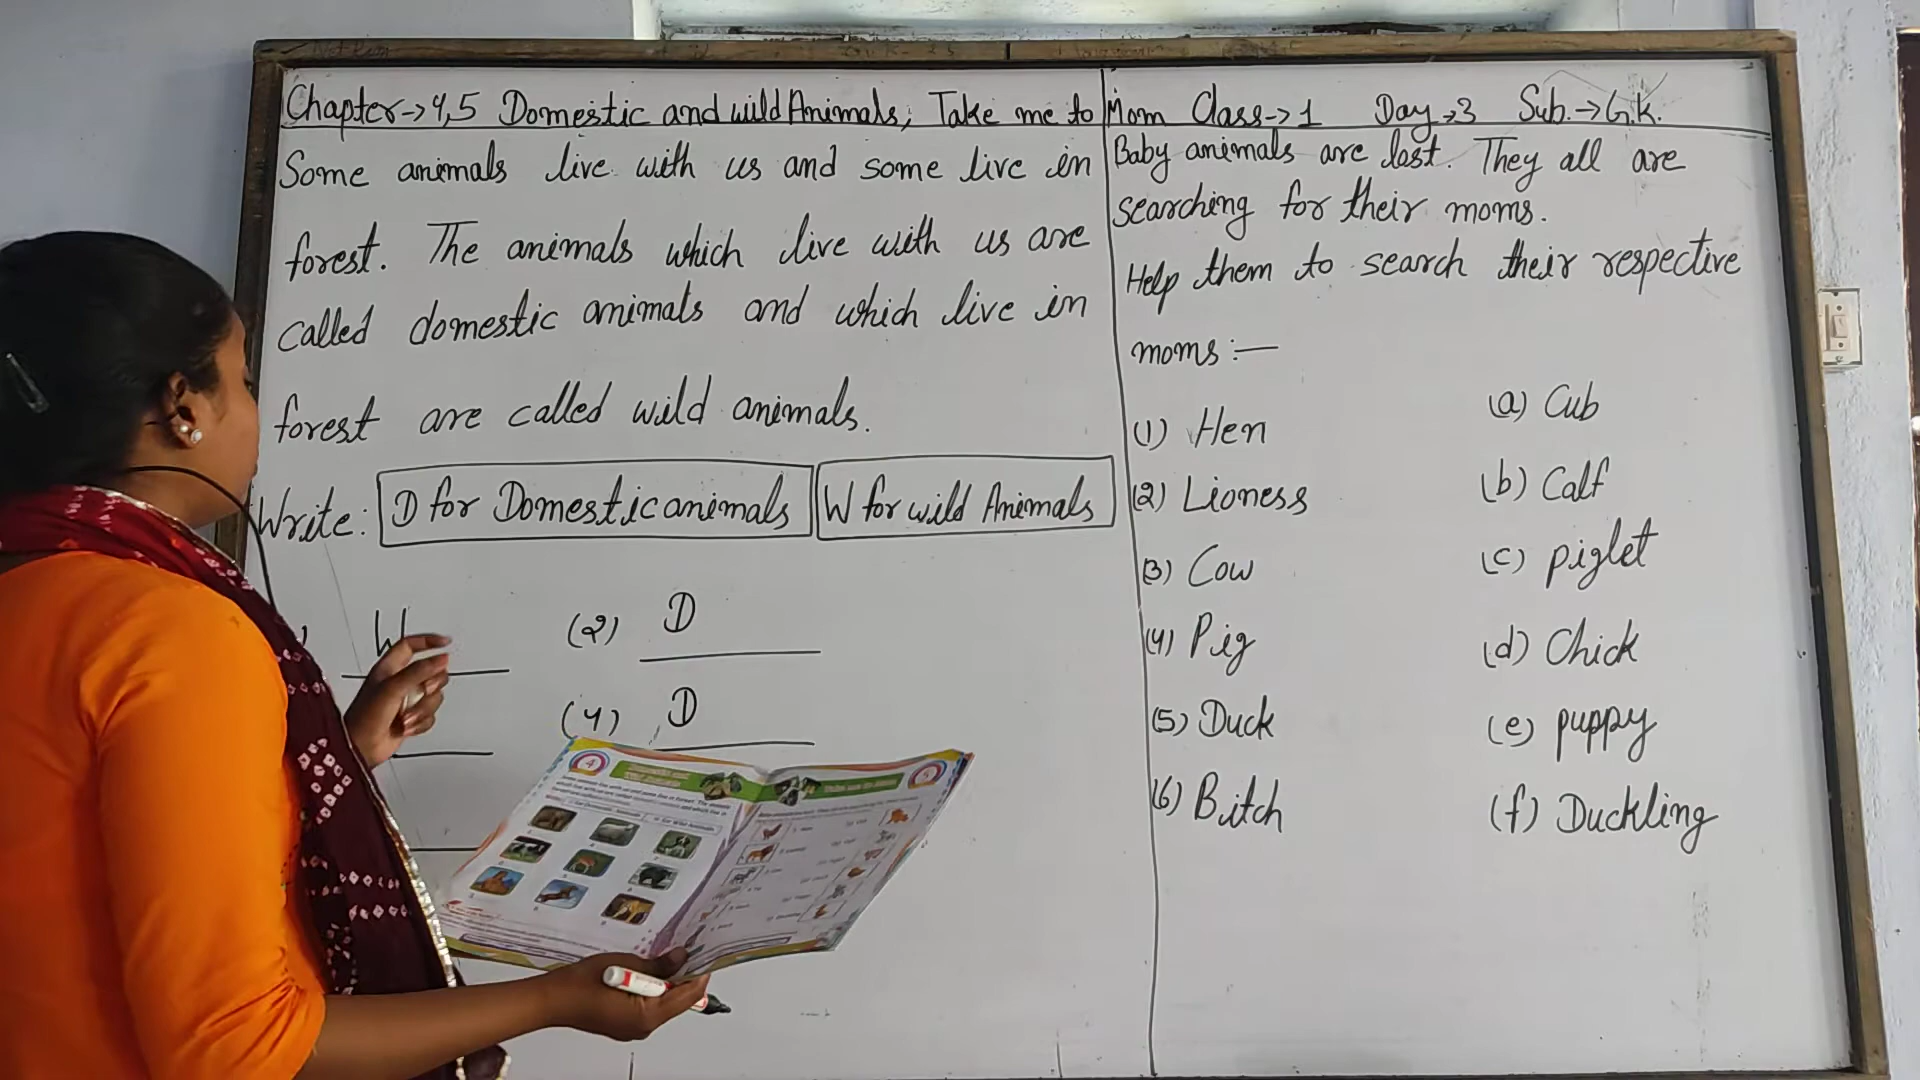 Chapter→4,5 Domestic and wild Animals, Take me to Mom Class→1 Day→3 Sub.→G.K.
Some animals live with us and some live in
forest. The animals which live with us are
called domestic animals and which live in
forest are called wild animals.
Write: D for Domestic animals W for wild Animals
W (2) D
(4) D
Baby animals are lost. They all are
searching for their moms.
Help them to search their respective
moms :—
(1) Hen (a) Cub
(2) Lioness (b) Calf
(3) Cow (c) piglet
(4) Pig (d) Chick
(5) Duck (e) puppy
(6) Bitch (f) Duckling
4
5